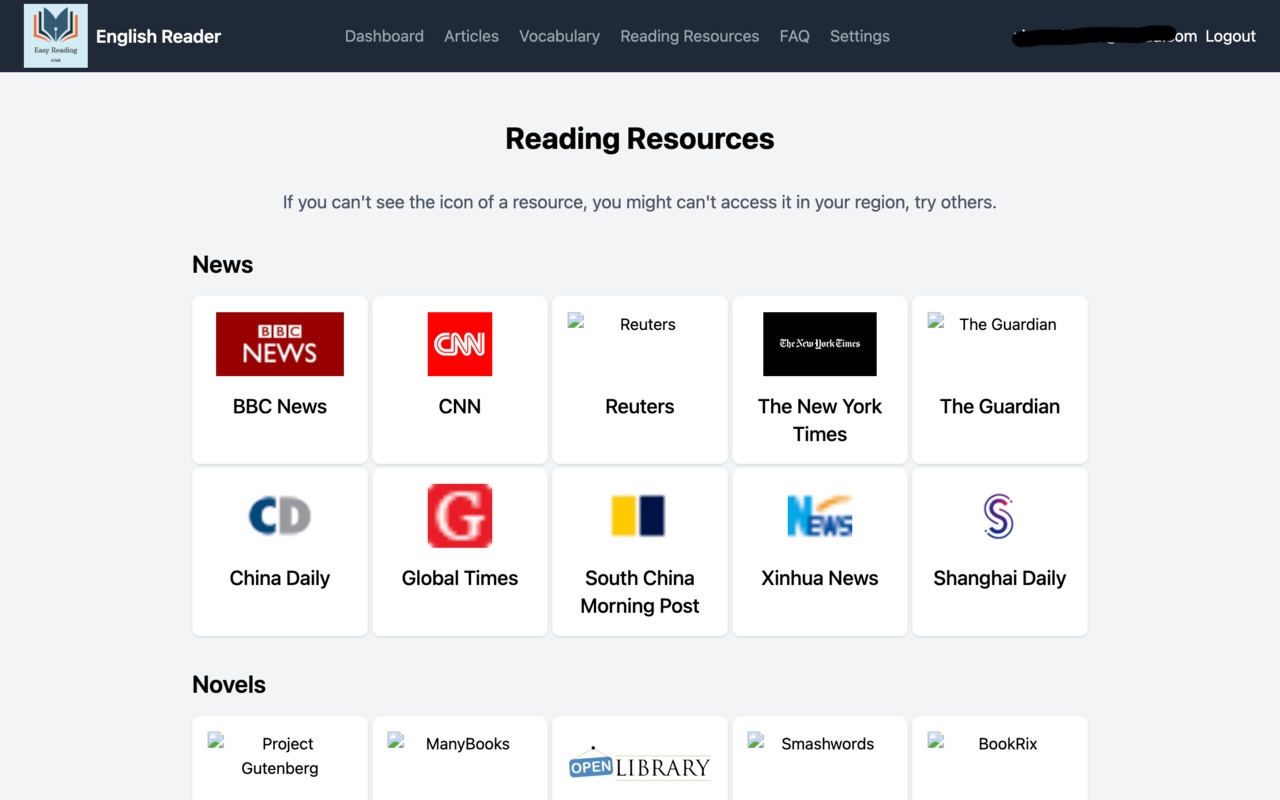 Easy Reading
club
English Reader
Dashboard Articles Vocabulary Reading Resources FAQ Settings
Logout
Reading Resources
If you can't see the icon of a resource, you might can't access it in your region, try others.
News
BBC
NEWS
CNN
Reuters
The New York Times
The Guardian
BBC News
CNN
Reuters
The New York
Times
The Guardian
CD
G
NEWS
S
China Daily
Global Times
South China
Morning Post
Xinhua News
Shanghai Daily
Novels
Project
Gutenberg
ManyBooks
OPEN LIBRARY
Smashwords
BookRix